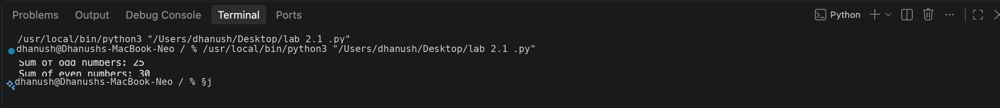 Problems Output Debug Console Terminal Ports Python
/usr/local/bin/python3 "/Users/dhanush/Desktop/lab 2.1 .py"
dhanush@Dhanushs-MacBook-Neo / % /usr/local/bin/python3 "/Users/dhanush/Desktop/lab 2.1 .py"
Sum of odd numbers: 25
Sum of even numbers: 30
dhanush@Dhanushs-MacBook-Neo / % §j